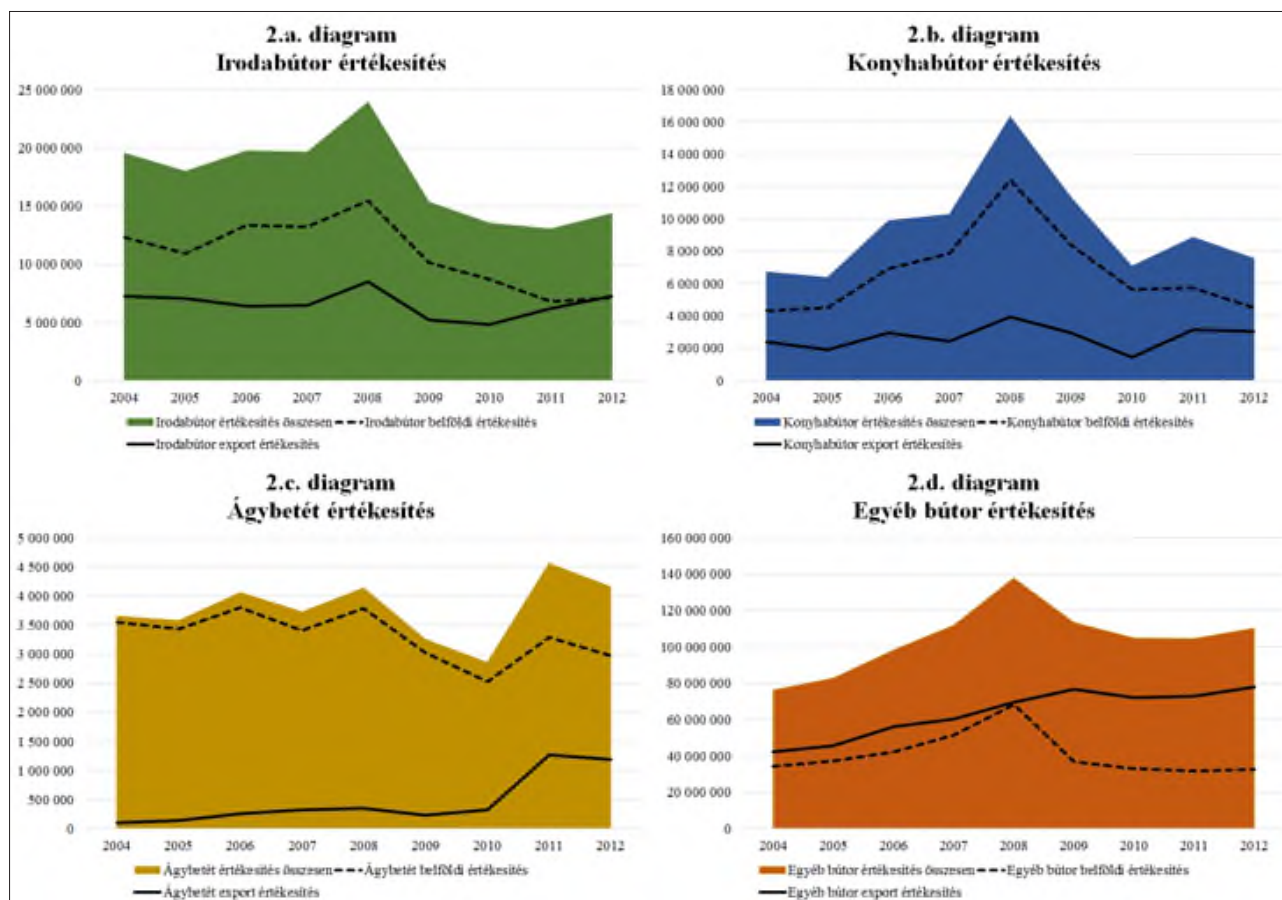 2.a. diagram
Irodabútor értékesítés
25 000 000
20 000 000
15 000 000
10 000 000
5 000 000
0
2004 2005 2006 2007 2008 2009 2010 2011 2012
Irodabútor értékesítés összesen Irodabútor belföldi értékesítés
Irodabútor export értékesítés
2.b. diagram
Konyhabútor értékesítés
18 000 000
16 000 000
14 000 000
12 000 000
10 000 000
8 000 000
6 000 000
4 000 000
2 000 000
0
2004 2005 2006 2007 2008 2009 2010 2011 2012
Konyhabútor értékesítés összesen Konyhabútor belföldi értékesítés
Konyhabútor export értékesítés
2.c. diagram
Ágybetét értékesítés
5 000 000
4 500 000
4 000 000
3 500 000
3 000 000
2 500 000
2 000 000
1 500 000
1 000 000
500 000
0
2004 2005 2006 2007 2008 2009 2010 2011 2012
Ágybetét értékesítés összesen Ágybetét belföldi értékesítés
Ágybetét export értékesítés
2.d. diagram
Egyéb bútor értékesítés
160 000 000
140 000 000
120 000 000
100 000 000
80 000 000
60 000 000
40 000 000
20 000 000
0
2004 2005 2006 2007 2008 2009 2010 2011 2012
Egyéb bútor értékesítés összesen Egyéb bútor belföldi értékesítés
Egyéb bútor export értékesítés